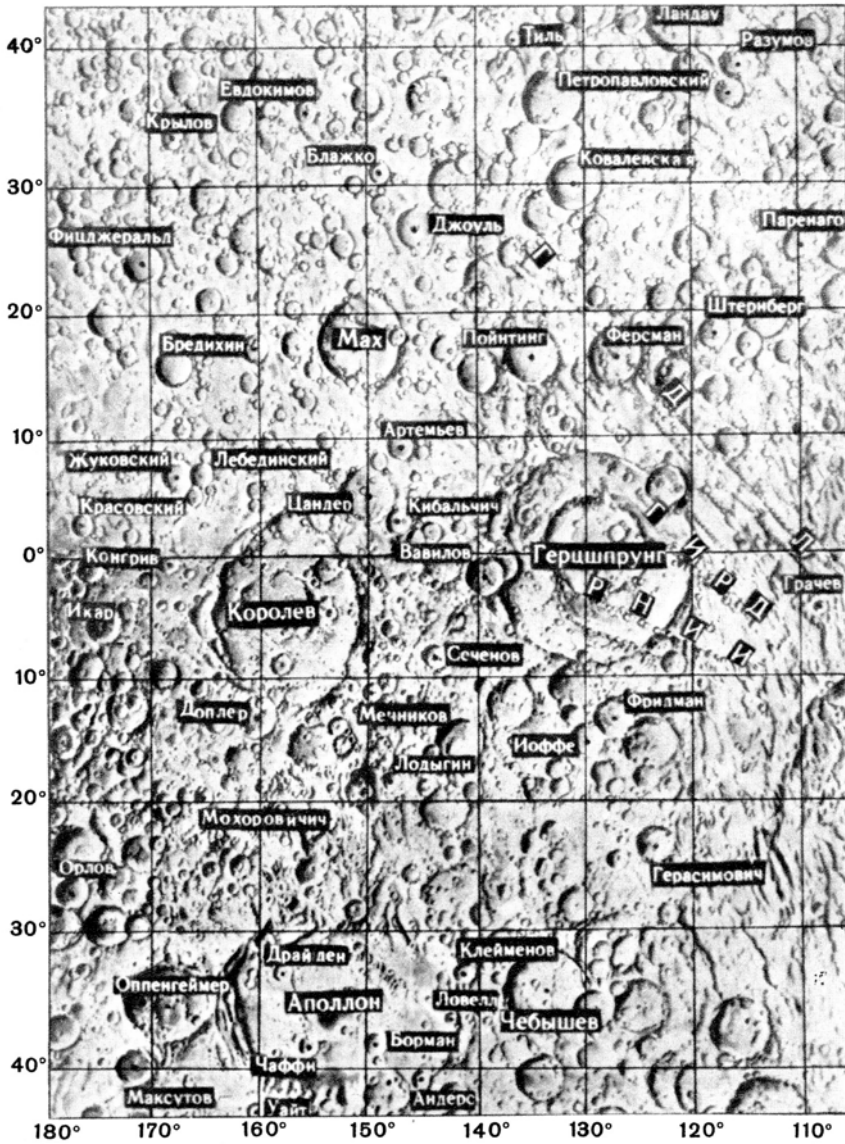 Ландау
40°
Тиль
Разумов
Петропавловский
Евдокимов
Крылов
Блажко
Ковалевская
30°
Джоуль
Паренаго
Фицджеральд
Г
20°
Штернберг
Бредихин
Мах
Пойнтинг
Ферсман
Д
10°
Артемьев
Жуковский
Лебединский
Красовский
Цандер
Кибальчич
Г
И
Л
0°
Конгрив
Вавилов
Герцшпрунг
Р
Д
Грачев
Икар
Королев
Р
Н
И
И
10°
Сеченов
Доплер
Мечников
Фридман
Иоффе
Лодыгин
20°
Мохоровичич
Орлов
Герасимович
30°
Драйден
Клейменов
Оппенгеймер
Аполлон
Ловелл
Чебышев
Борман
40°
Чаффи
Максутов
Уайт
Андерс
180° 170° 160° 150° 140° 130° 120° 110°